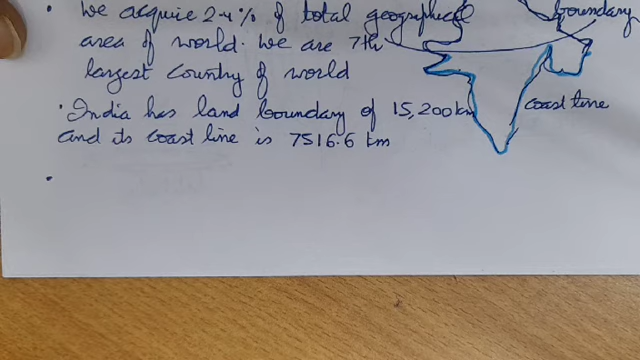 • We acquire 2.4% of total geographical
boundary
area of world. We are 7th
largest country of world
• India has land boundary of 15,200 km
coast line
and its coast line is 7516.6 km
•